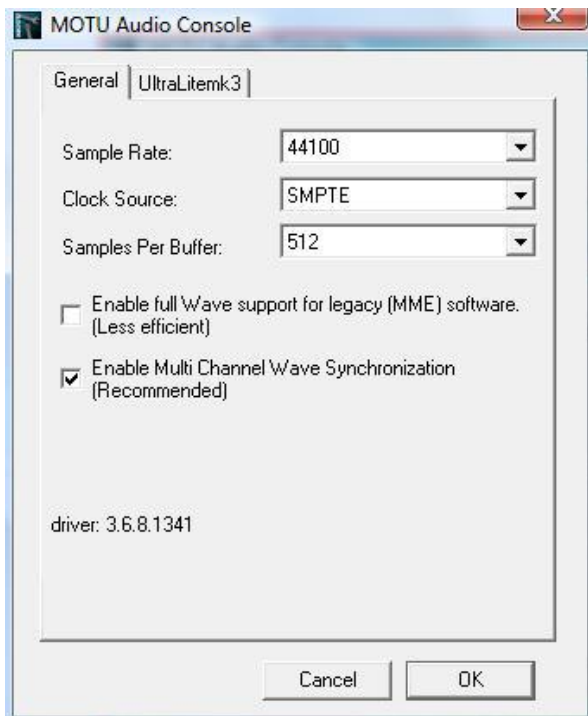 MOTU Audio Console
General
UltraLitemk3
Sample Rate:
44100
Clock Source:
SMPTE
Samples Per Buffer:
512
Enable full Wave support for legacy (MME) software.
(Less efficient)
Enable Multi Channel Wave Synchronization
(Recommended)
driver: 3.6.8.1341
Cancel
OK